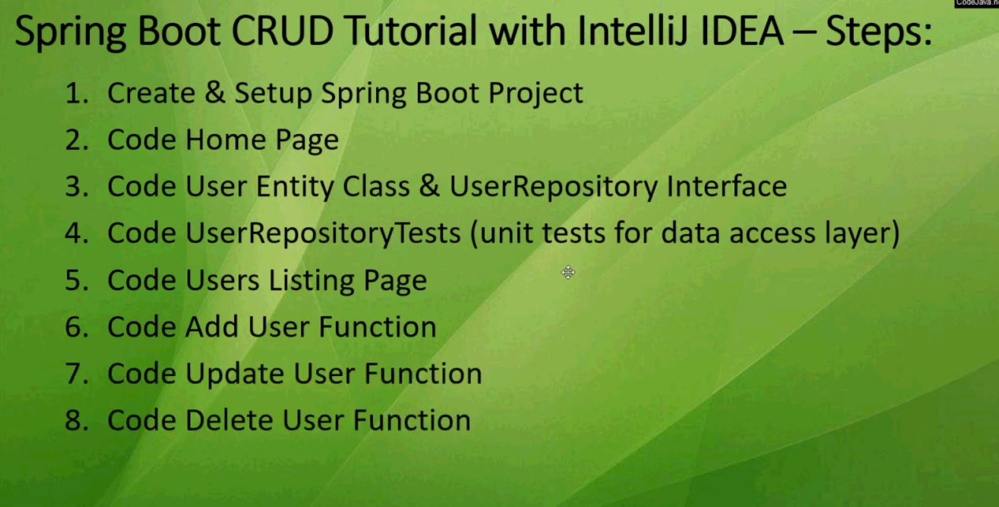 CodeJava.ne
Spring Boot CRUD Tutorial with IntelliJ IDEA – Steps:
1. Create & Setup Spring Boot Project
2. Code Home Page
3. Code User Entity Class & UserRepository Interface
4. Code UserRepositoryTests (unit tests for data access layer)
5. Code Users Listing Page
6. Code Add User Function
7. Code Update User Function
8. Code Delete User Function